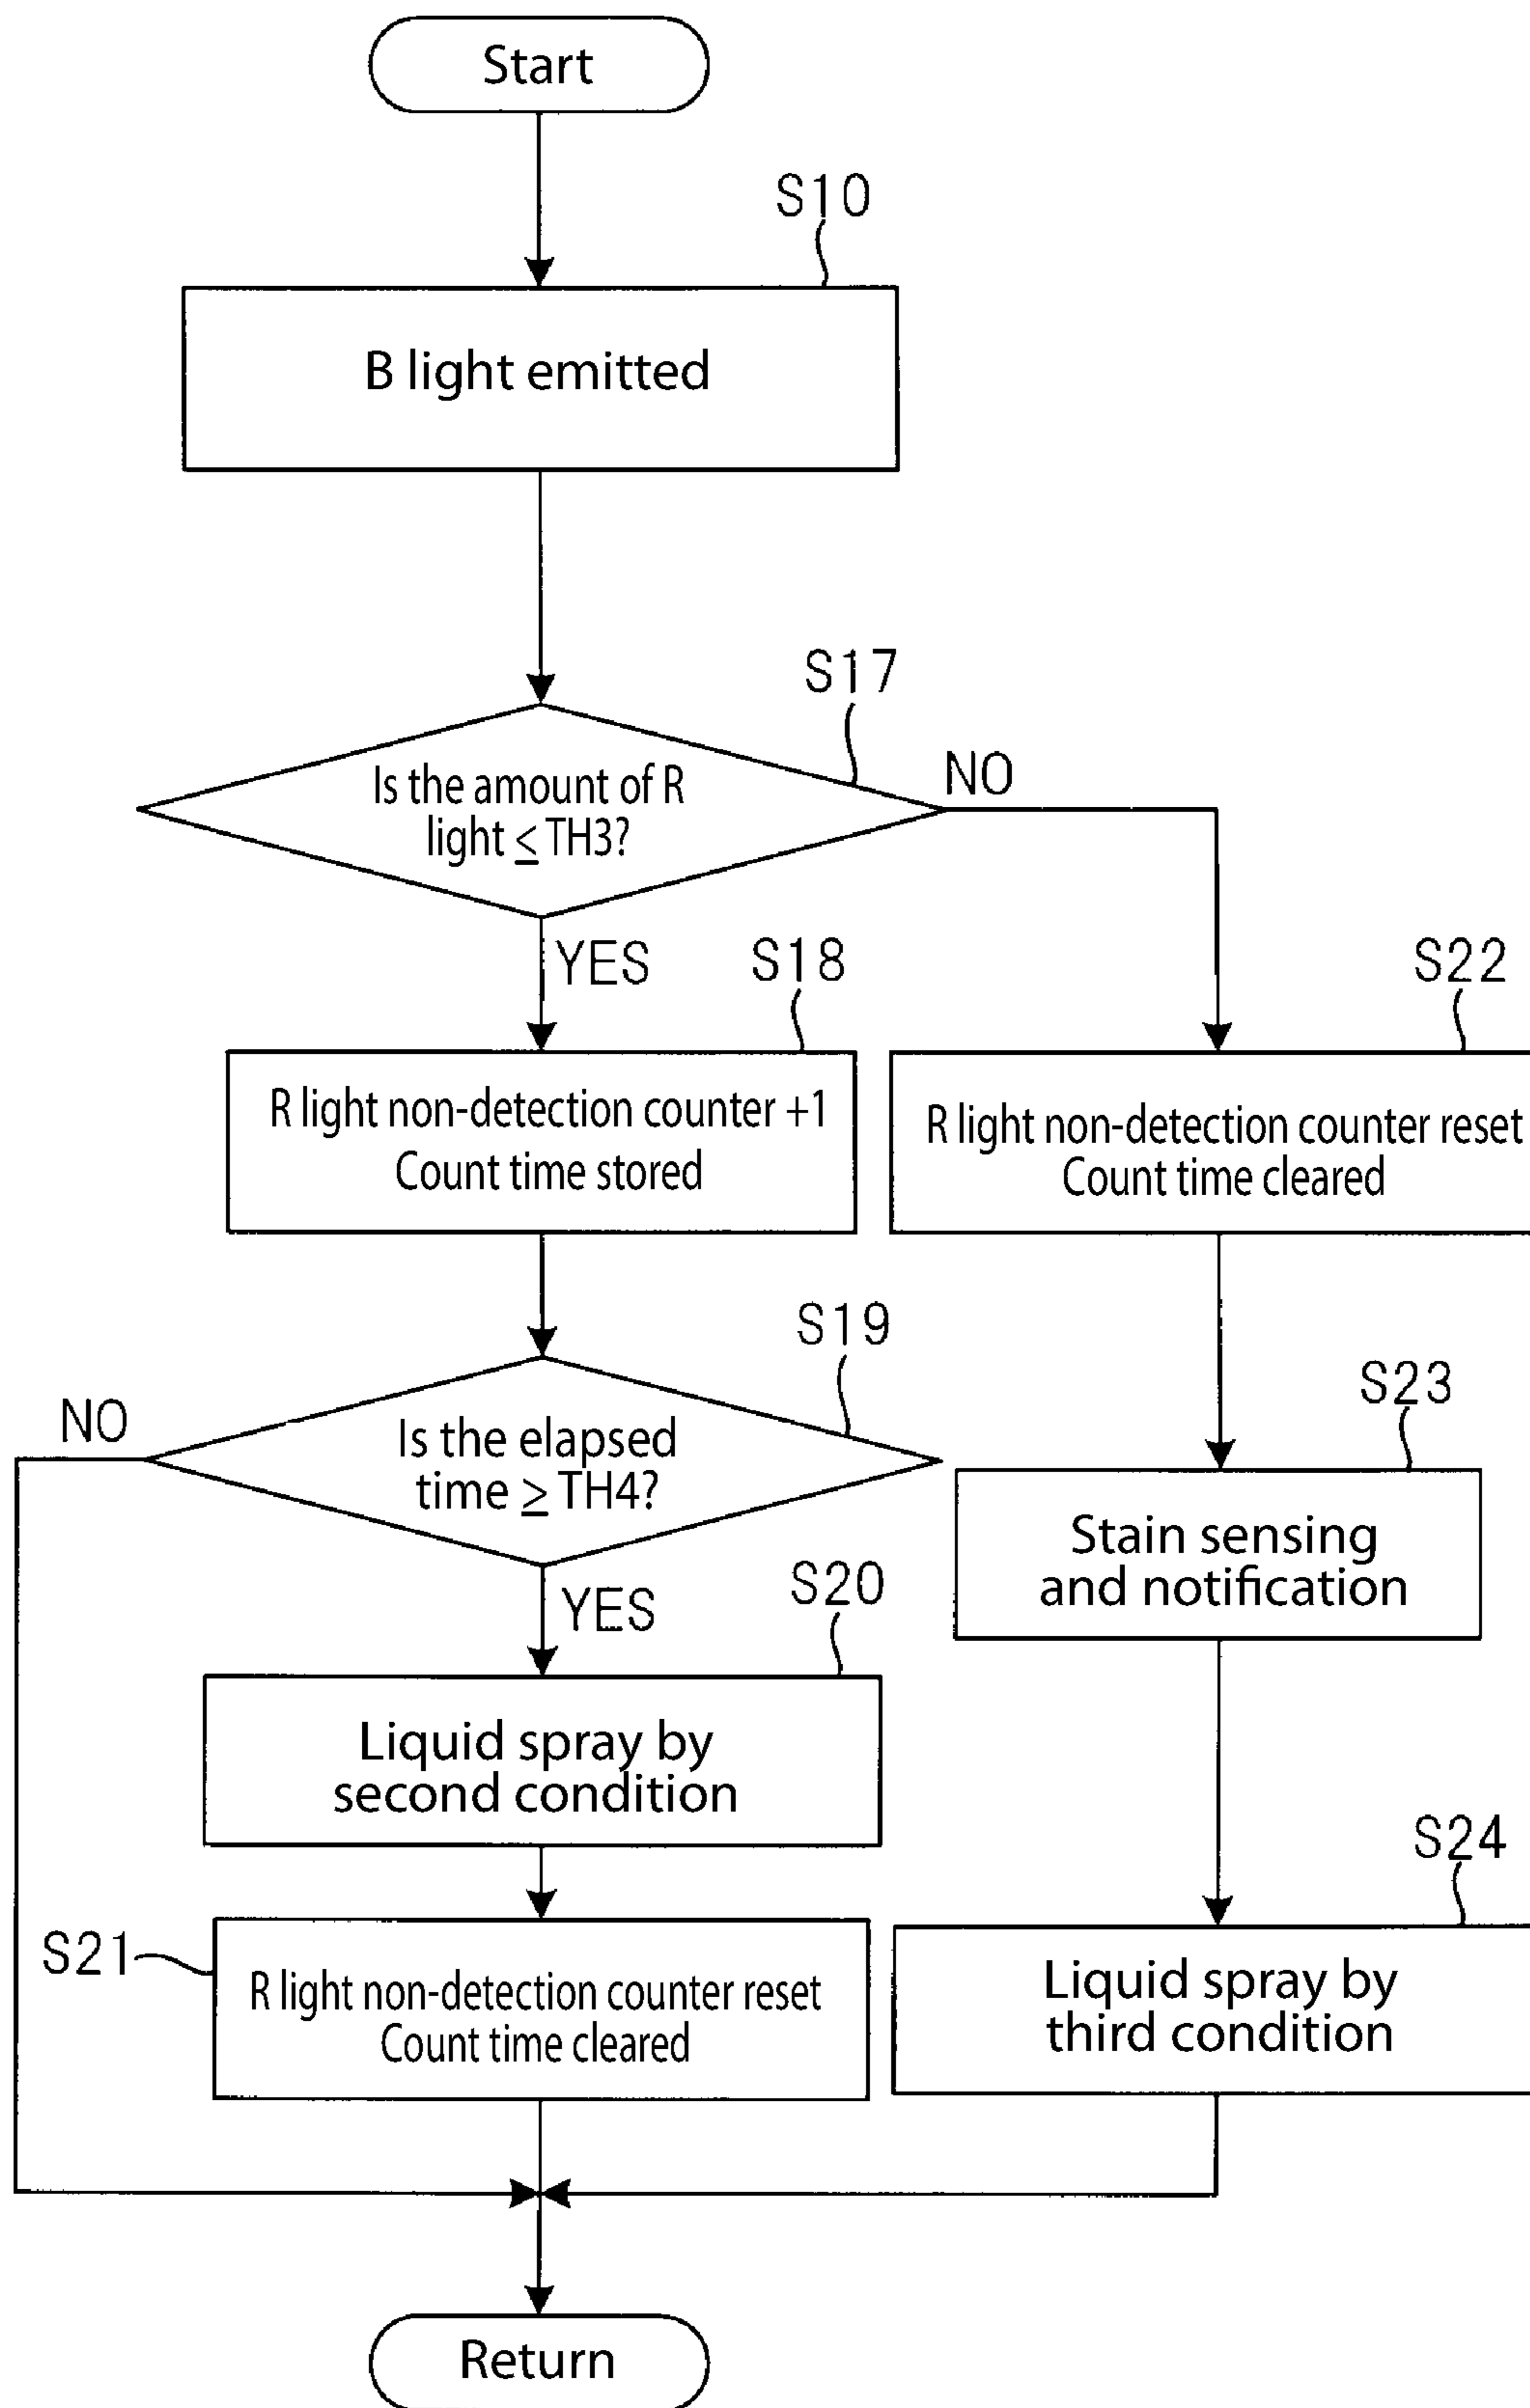 Start
S10
B light emitted
S17
Is the amount of R
light ≤ TH3?
NO
YES
S18
R light non-detection counter +1
Count time stored
S22
R light non-detection counter reset
Count time cleared
S19
Is the elapsed
time ≥ TH4?
NO
YES
S23
Stain sensing
and notification
S20
Liquid spray by
second condition
S24
Liquid spray by
third condition
S21
R light non-detection counter reset
Count time cleared
Return